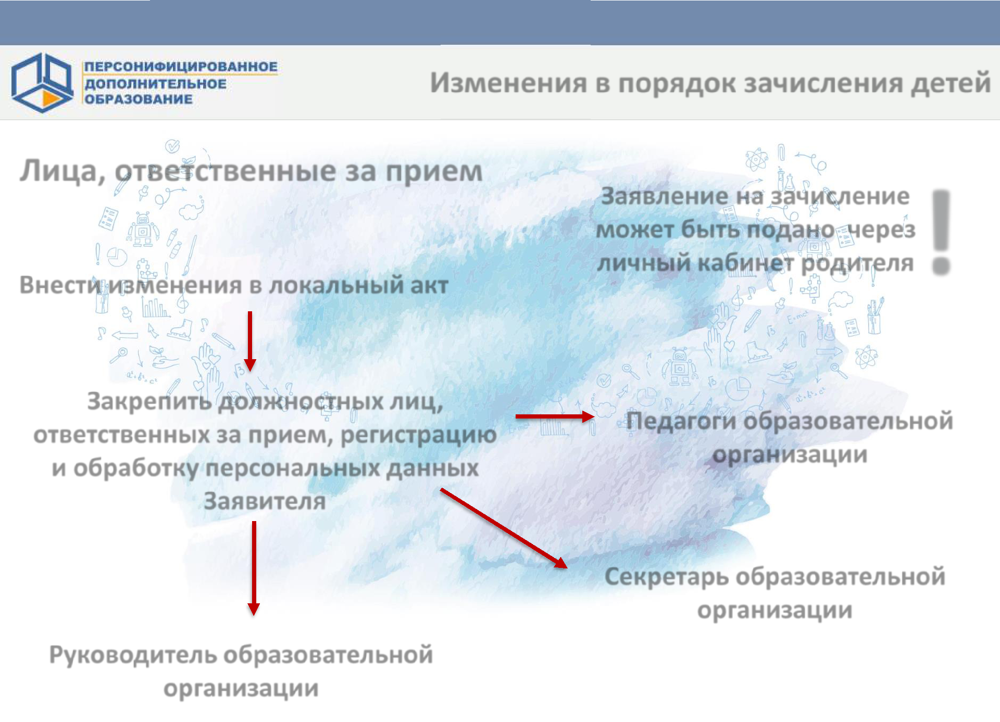 ПЕРСОНИФИЦИРОВАННОЕ
ДОПОЛНИТЕЛЬНОЕ
ОБРАЗОВАНИЕ
Изменения в порядок зачисления детей
Лица, ответственные за прием
Заявление на зачисление
может быть подано через
личный кабинет родителя
!
Внести изменения в локальный акт
Закрепить должностных лиц,
ответственных за прием, регистрацию
и обработку персональных данных
Заявителя
Педагоги образовательной
организации
Секретарь образовательной
организации
Руководитель образовательной
организации